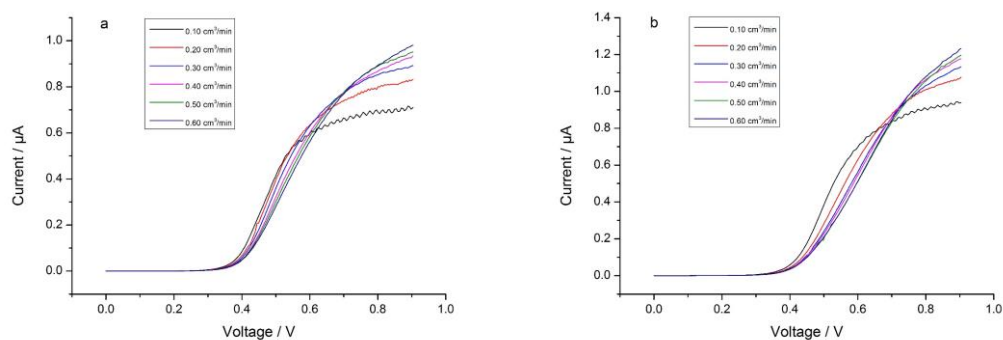 a
0.10 cm³/min
0.20 cm³/min
0.30 cm³/min
0.40 cm³/min
0.50 cm³/min
0.60 cm³/min
1.0
0.8
0.6
0.4
0.2
0.0
Current / µA
0.0 0.2 0.4 0.6 0.8 1.0
Voltage / V
b
0.10 cm³/min
0.20 cm³/min
0.30 cm³/min
0.40 cm³/min
0.50 cm³/min
0.60 cm³/min
1.4
1.2
1.0
0.8
0.6
0.4
0.2
0.0
Current / µA
0.0 0.2 0.4 0.6 0.8 1.0
Voltage / V